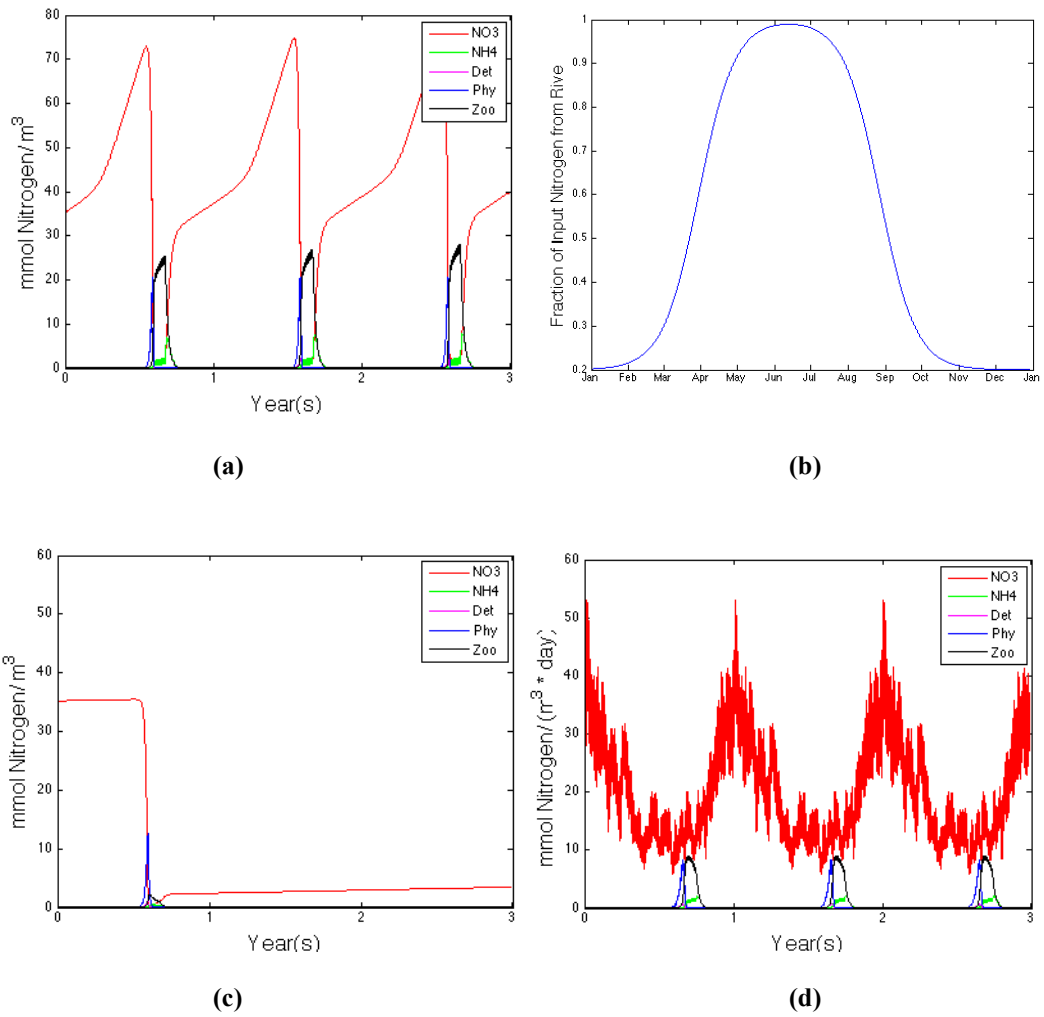 80
70
60
50
40
30
20
10
0
mmol Nitrogen/m³
NO3
NH4
Det
Phy
Zoo
0 1 2 3
Year(s)
(a)
1
0.9
0.8
0.7
0.6
0.5
0.4
0.3
0.2
Fraction of Input Nitrogen from Rive
Jan Feb Mar Apr May Jun Jul Aug Sep Oct Nov Dec Jan
(b)
60
50
40
30
20
10
0
mmol Nitrogen/m³
NO3
NH4
Det
Phy
Zoo
0 1 2 3
Year(s)
(c)
60
50
40
30
20
10
0
mmol Nitrogen/(m³ * day)
NO3
NH4
Det
Phy
Zoo
0 1 2 3
Year(s)
(d)